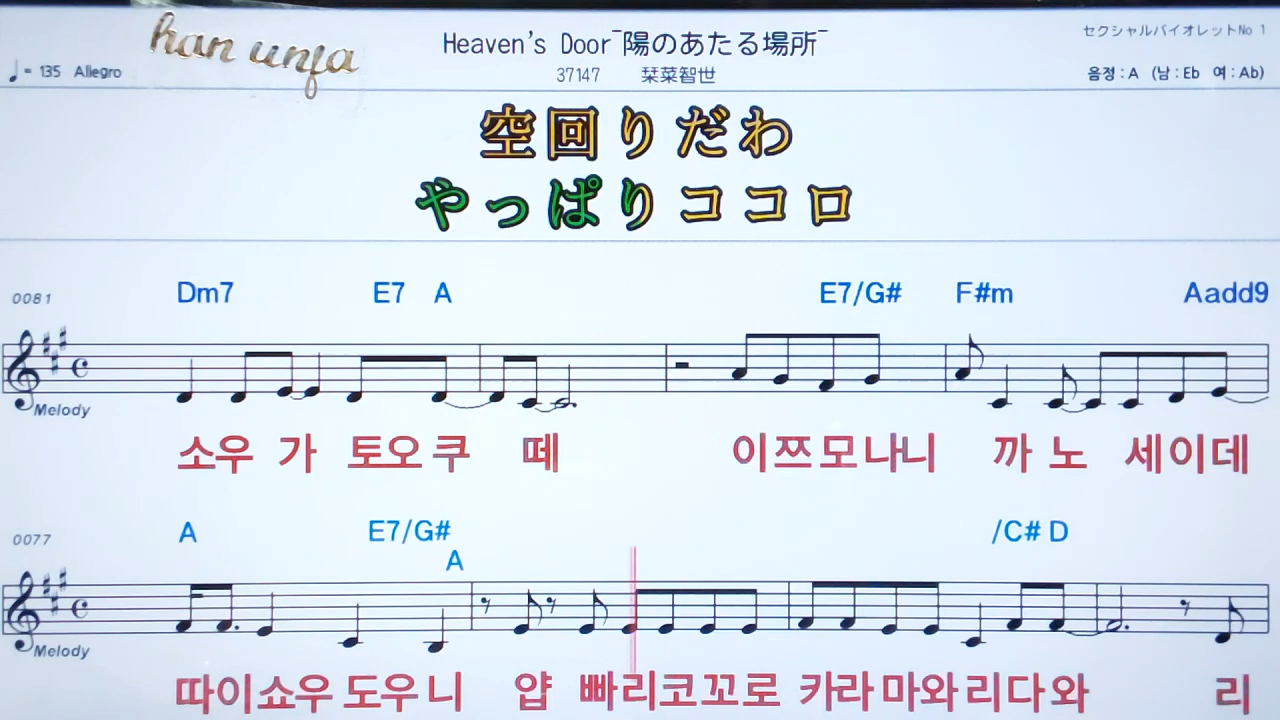 han unfa
Heaven's Door~陽のあたる場所~
セクシャルバイオレットNo 1
♩= 135 Allegro
37147 栞菜智世
음정 : A (남 : Eb 여 : Ab)
空回りだわ
やっぱりココロ
0081 Dm7 E7 A E7/G# F#m Aadd9
Melody
소우 가 토오쿠 떼 이쯔모나니 까 노 세이데
0077 A E7/G# A /C# D
Melody
따이쇼우 도우니 얍 빠리코꼬로 카라마와리다와 리